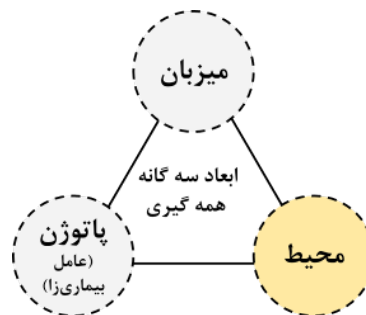 میزبان
ابعاد سه گانه
همه گیری
پاتوژن
(عامل
بیماری‌زا)
محیط